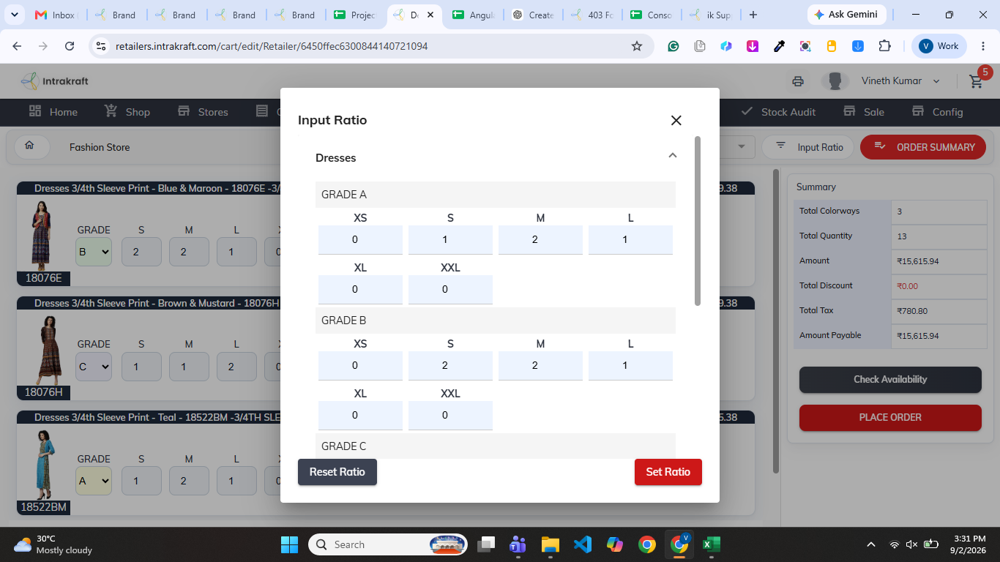 Inbox
Brand
Brand
Brand
Brand
Project
De
Angula
Create
403 Fo
Conso
ik Sup
Ask Gemini
retailers.intrakraft.com/cart/edit/Retailer/6450ffec6300844140721094
V Work
Intrakraft
Vineth Kumar
5
Home
Shop
Stores
Stock Audit
Sale
Config
Fashion Store
Input Ratio
ORDER SUMMARY
Dresses 3/4th Sleeve Print - Blue & Maroon - 18076E -3/
9.38
GRADE S M L
B 2 2 1 0
18076E
Dresses 3/4th Sleeve Print - Brown & Mustard - 18076H
9.38
GRADE S M L
C 1 1 2 0
18076H
Dresses 3/4th Sleeve Print - Teal - 18522BM -3/4TH SLE
5.38
GRADE S M L
A 1 2 1 0
18522BM
Input Ratio
Dresses
GRADE A
XS S M L
0 1 2 1
XL XXL
0 0
GRADE B
XS S M L
0 2 2 1
XL XXL
0 0
GRADE C
Reset Ratio
Set Ratio
Summary
Total Colorways 3
Total Quantity 13
Amount ₹15,615.94
Total Discount ₹0.00
Total Tax ₹780.80
Amount Payable ₹15,615.94
Check Availability
PLACE ORDER
30°C
Mostly cloudy
Search
3:31 PM
9/2/2026